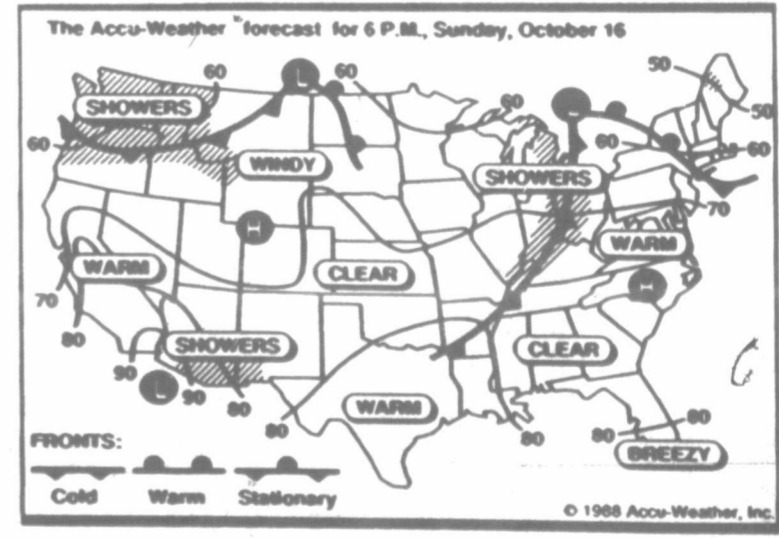 The Accu-Weather forecast for 6 P.M., Sunday, October 16
60
60
50
SHOWERS
L
60
50
60
60
60
WINDY
SHOWERS
70
H
WARM
WARM
CLEAR
H
70
80
SHOWERS
CLEAR
90
L
90
80
WARM
80
80
80
80
FRONTS:
BREEZY
Cold
Warm
Stationary
© 1988 Accu-Weather, Inc.